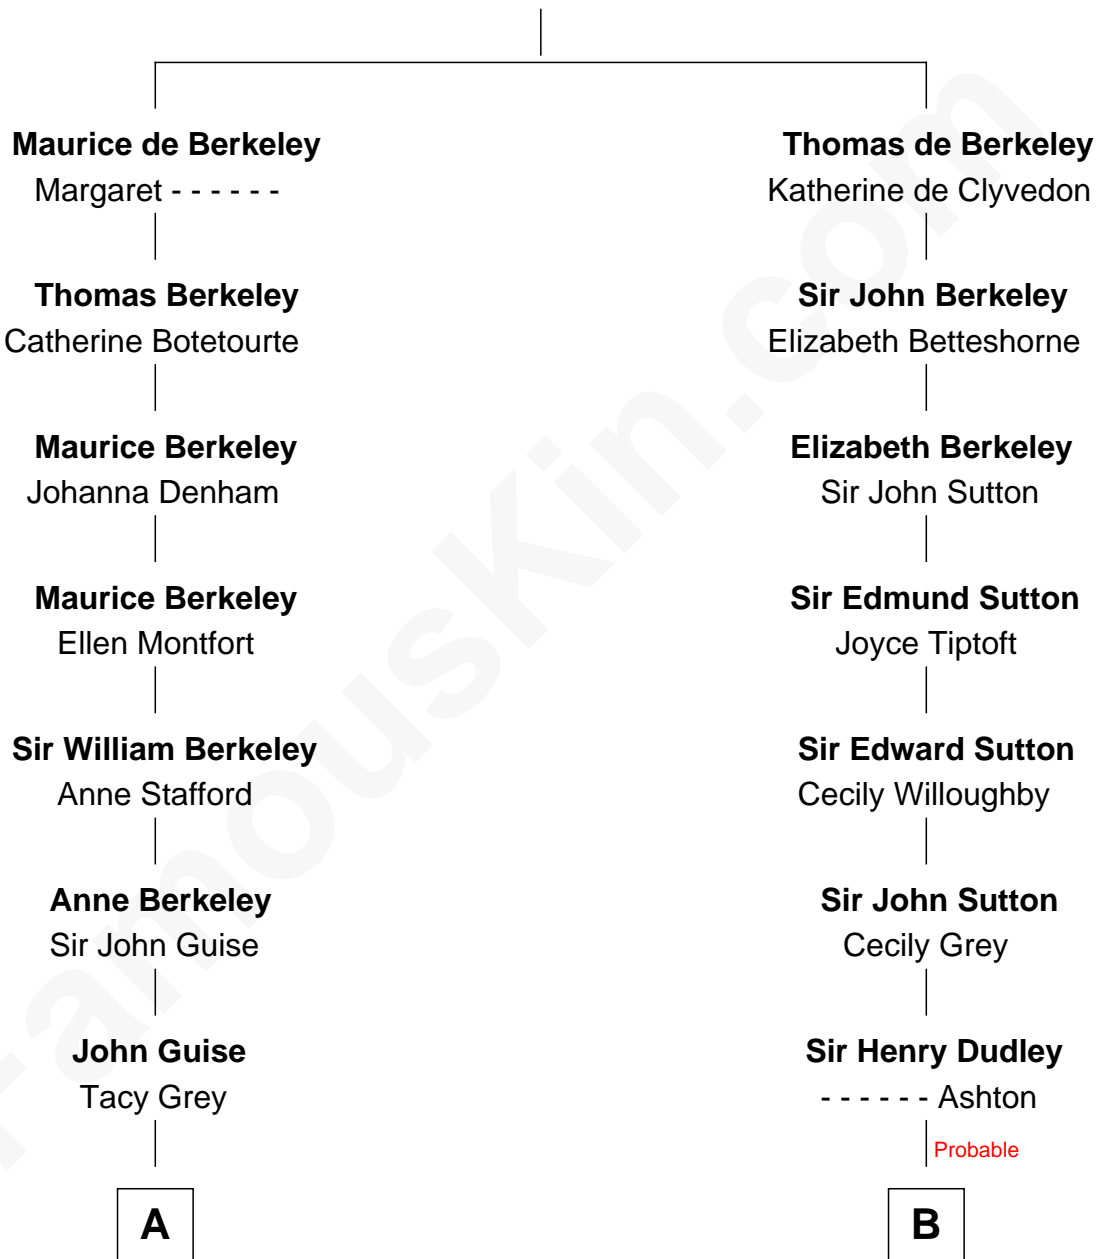 Maurice de Berkeley
Margaret - - - - - -
Thomas Berkeley
Catherine Botetourte
Maurice Berkeley
Johanna Denham
Maurice Berkeley
Ellen Montfort
Sir William Berkeley
Anne Stafford
Anne Berkeley
Sir John Guise
John Guise
Tacy Grey
A
Thomas de Berkeley
Katherine de Clyvedon
Sir John Berkeley
Elizabeth Betteshorne
Elizabeth Berkeley
Sir John Sutton
Sir Edmund Sutton
Joyce Tiptoft
Sir Edward Sutton
Cecily Willoughby
Sir John Sutton
Cecily Grey
Sir Henry Dudley
- - - - - - Ashton
Probable
B
FamousKin.com